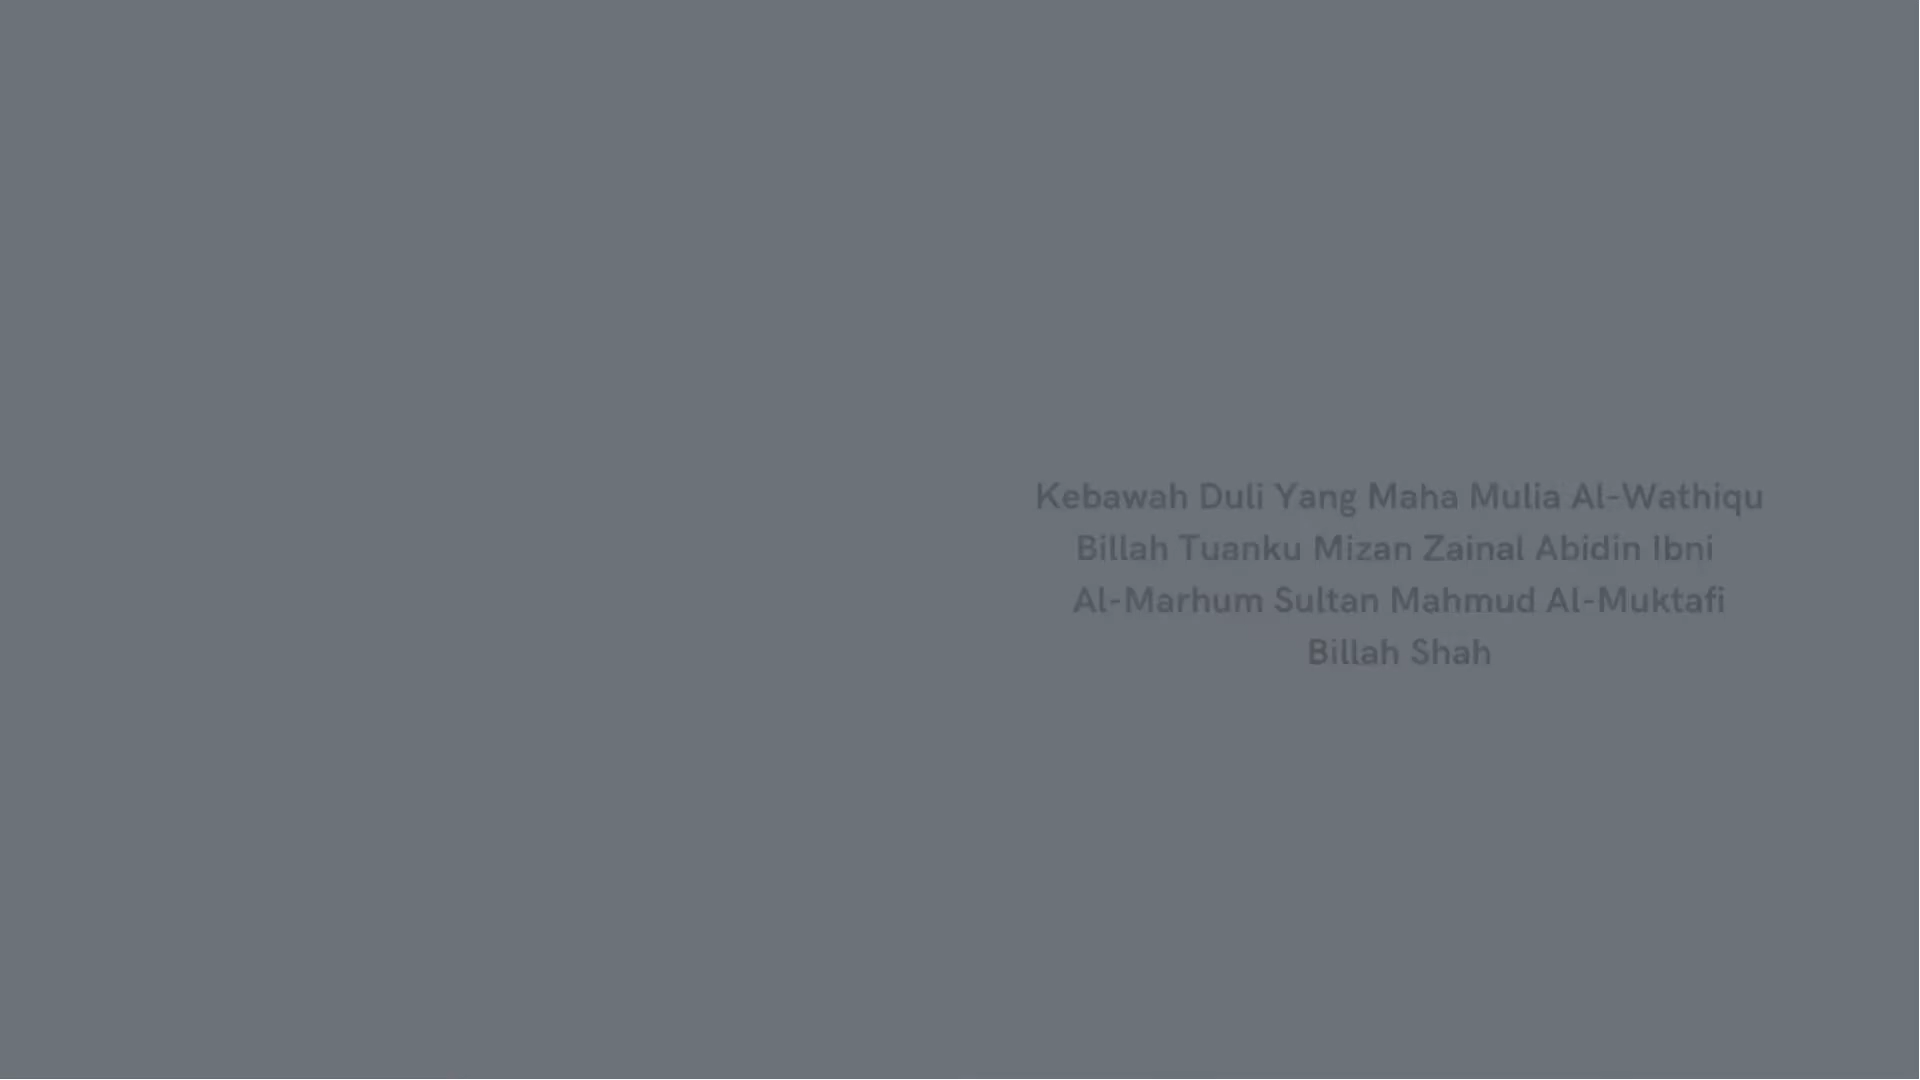 Kebawah Duli Yang Maha Mulia Al-Wathiqu
Billah Tuanku Mizan Zainal Abidin Ibni
Al-Marhum Sultan Mahmud Al-Muktafi
Billah Shah